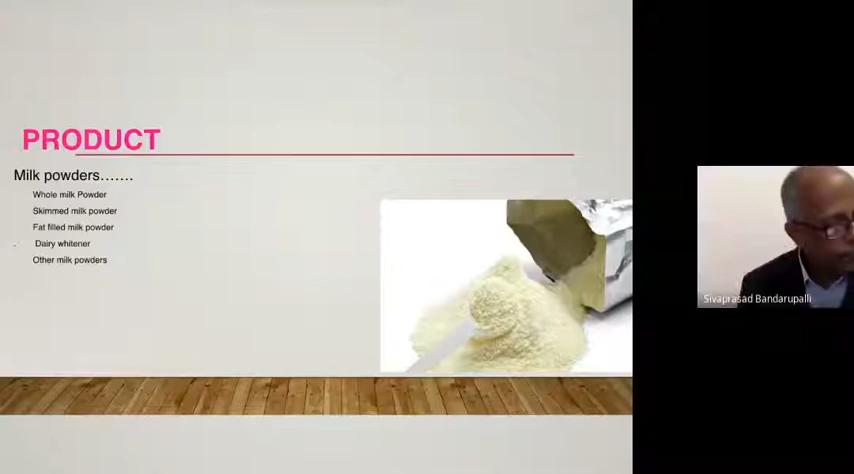 PRODUCT
Milk powders…….
Whole milk Powder
Skimmed milk powder
Fat filled milk powder
. Dairy whitener
Other milk powders
Sivaprasad Bandarupalli